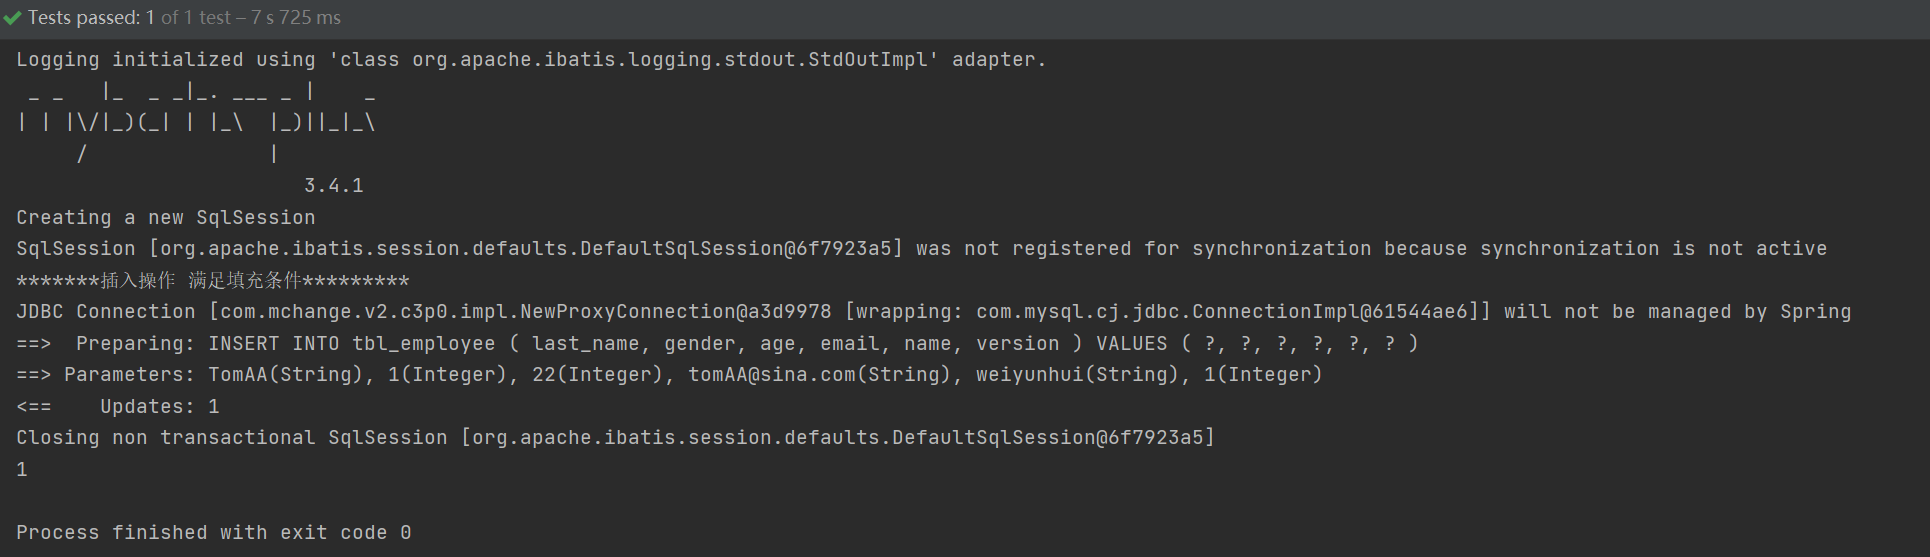 Tests passed: 1 of 1 test – 7 s 725 ms
Logging initialized using 'class org.apache.ibatis.logging.stdout.StdOutImpl' adapter.
 _ _   |_  _ _|_. ___ _ |    _
| | |\/|_)(_| | |_\  |_)||_|_\
     /               |
                        3.4.1
Creating a new SqlSession
SqlSession [org.apache.ibatis.session.defaults.DefaultSqlSession@6f7923a5] was not registered for synchronization because synchronization is not active
*******插入操作 满足填充条件*********
JDBC Connection [com.mchange.v2.c3p0.impl.NewProxyConnection@a3d9978 [wrapping: com.mysql.cj.jdbc.ConnectionImpl@61544ae6]] will not be managed by Spring
==>  Preparing: INSERT INTO tbl_employee ( last_name, gender, age, email, name, version ) VALUES ( ?, ?, ?, ?, ?, ? )
==> Parameters: TomAA(String), 1(Integer), 22(Integer), tomAA@sina.com(String), weiyunhui(String), 1(Integer)
<==    Updates: 1
Closing non transactional SqlSession [org.apache.ibatis.session.defaults.DefaultSqlSession@6f7923a5]
1
Process finished with exit code 0